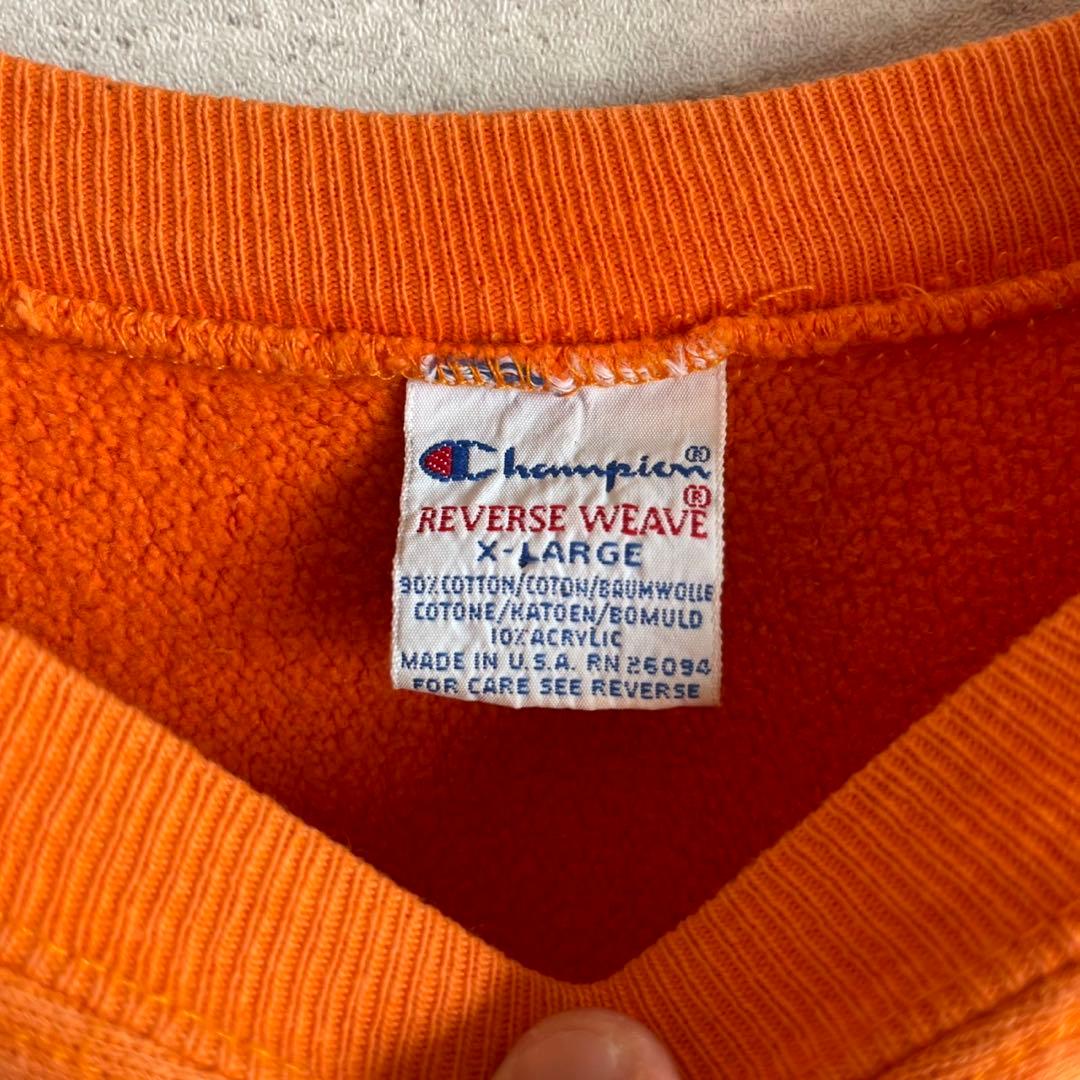 Champion®
REVERSE WEAVE®
X-LARGE
90% COTTON/COTON/BAUMWOLLE
COTONE/KATOEN/BOMULD
10% ACRYLIC
MADE IN U.S.A. RN 26094
FOR CARE SEE REVERSE